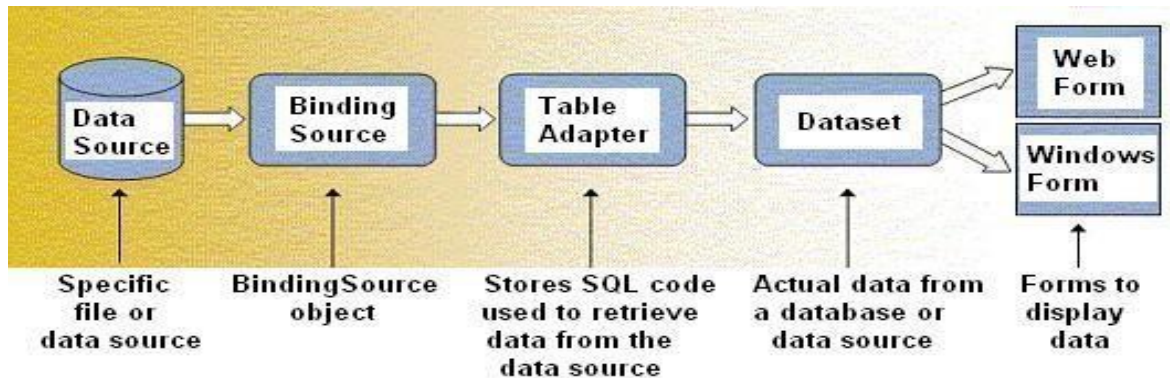 Data
Source
Binding
Source
Table
Adapter
Dataset
Web
Form
Windows
Form
Specific
file or
data source
BindingSource
object
Stores SQL code
used to retrieve
data from the
data source
Actual data from
a database or
data source
Forms to
display
data